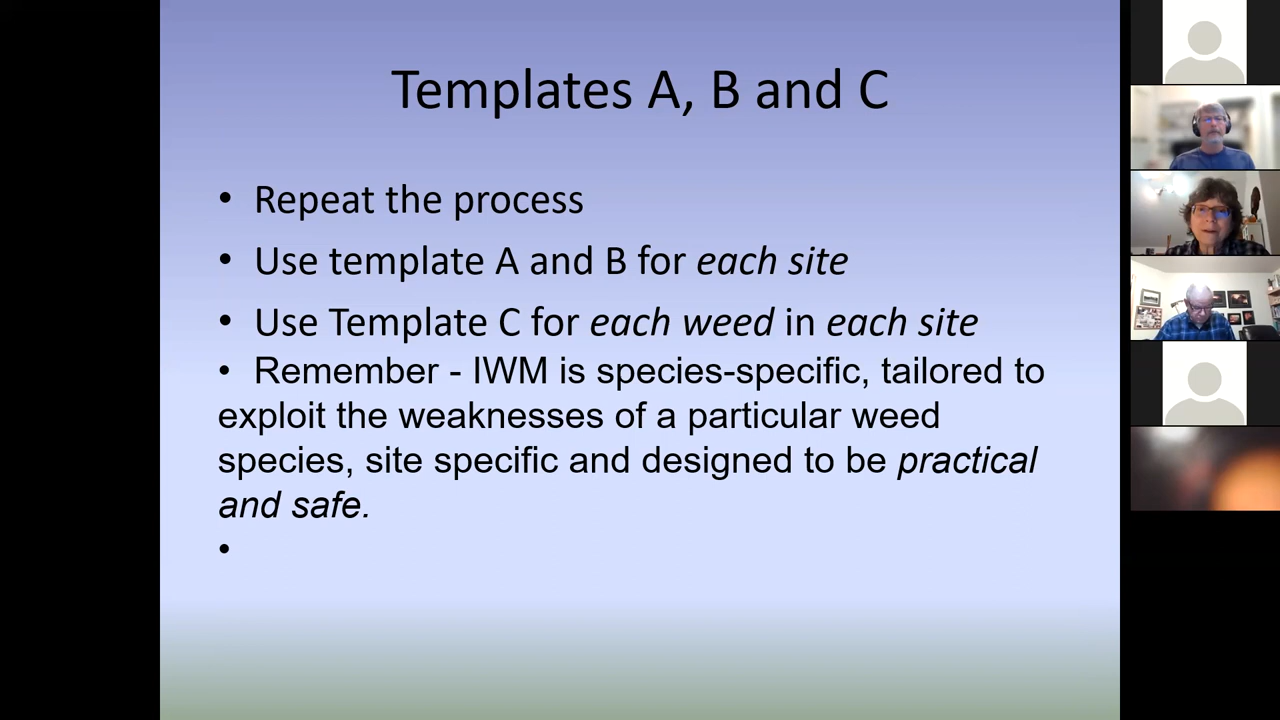 Templates A, B and C
• Repeat the process
• Use template A and B for each site
• Use Template C for each weed in each site
• Remember - IWM is species-specific, tailored to
exploit the weaknesses of a particular weed
species, site specific and designed to be practical
and safe.
•